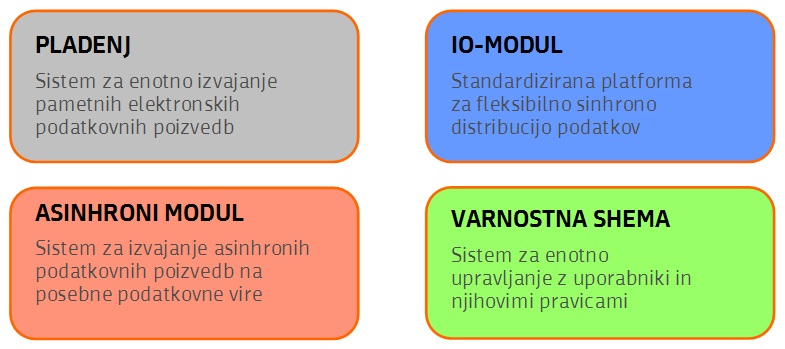 PLADENJ
Sistem za enotno izvajanje
pametnih elektronskih
podatkovnih poizvedb
IO-MODUL
Standardizirana platforma
za fleksibilno sinhrono
distribucijo podatkov
ASINHRONI MODUL
Sistem za izvajanje asinhronih
podatkovnih poizvedb na
posebne podatkovne vire
VARNOSTNA SHEMA
Sistem za enotno
upravljanje z uporabniki in
njihovimi pravicami